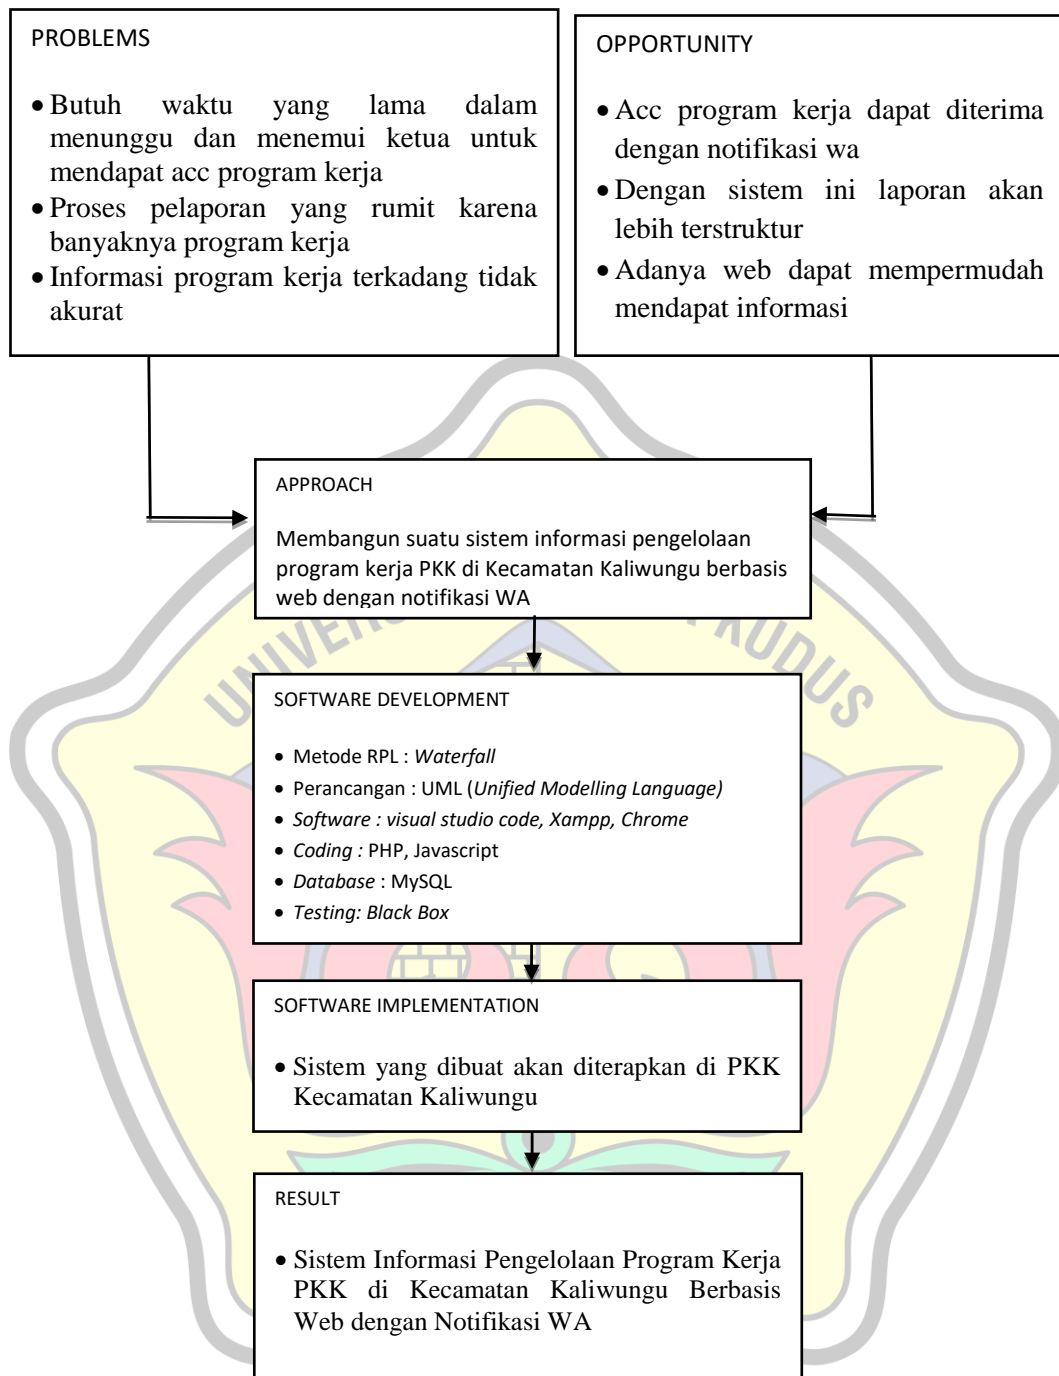 PROBLEMS
• Butuh waktu yang lama dalam
menunggu dan menemui ketua untuk
mendapat acc program kerja
• Proses pelaporan yang rumit karena
banyaknya program kerja
• Informasi program kerja terkadang tidak
akurat
OPPORTUNITY
• Acc program kerja dapat diterima
dengan notifikasi wa
• Dengan sistem ini laporan akan
lebih terstruktur
• Adanya web dapat mempermudah
mendapat informasi
APPROACH
Membangun suatu sistem informasi pengelolaan
program kerja PKK di Kecamatan Kaliwungu berbasis
web dengan notifikasi WA
KUDUS
SOFTWARE DEVELOPMENT
• Metode RPL : Waterfall
• Perancangan : UML (Unified Modelling Language)
• Software : visual studio code, Xampp, Chrome
• Coding : PHP, Javascript
• Database : MySQL
• Testing: Black Box
SOFTWARE IMPLEMENTATION
• Sistem yang dibuat akan diterapkan di PKK
Kecamatan Kaliwungu
RESULT
• Sistem Informasi Pengelolaan Program Kerja
PKK di Kecamatan Kaliwungu Berbasis
Web dengan Notifikasi WA